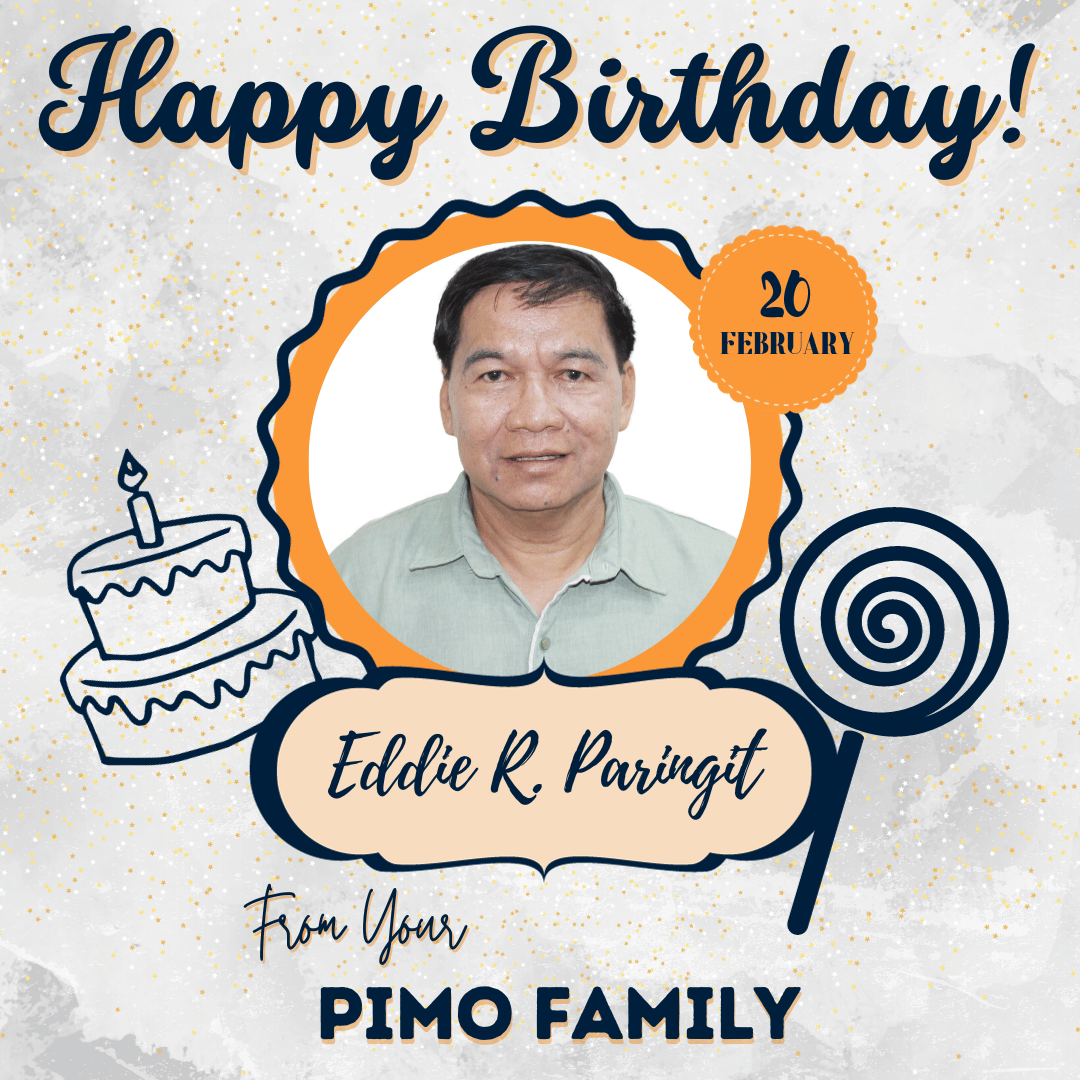 Happy Birthday!
20
FEBRUARY
Eddie R. Paringit
From Your
PIMO FAMILY